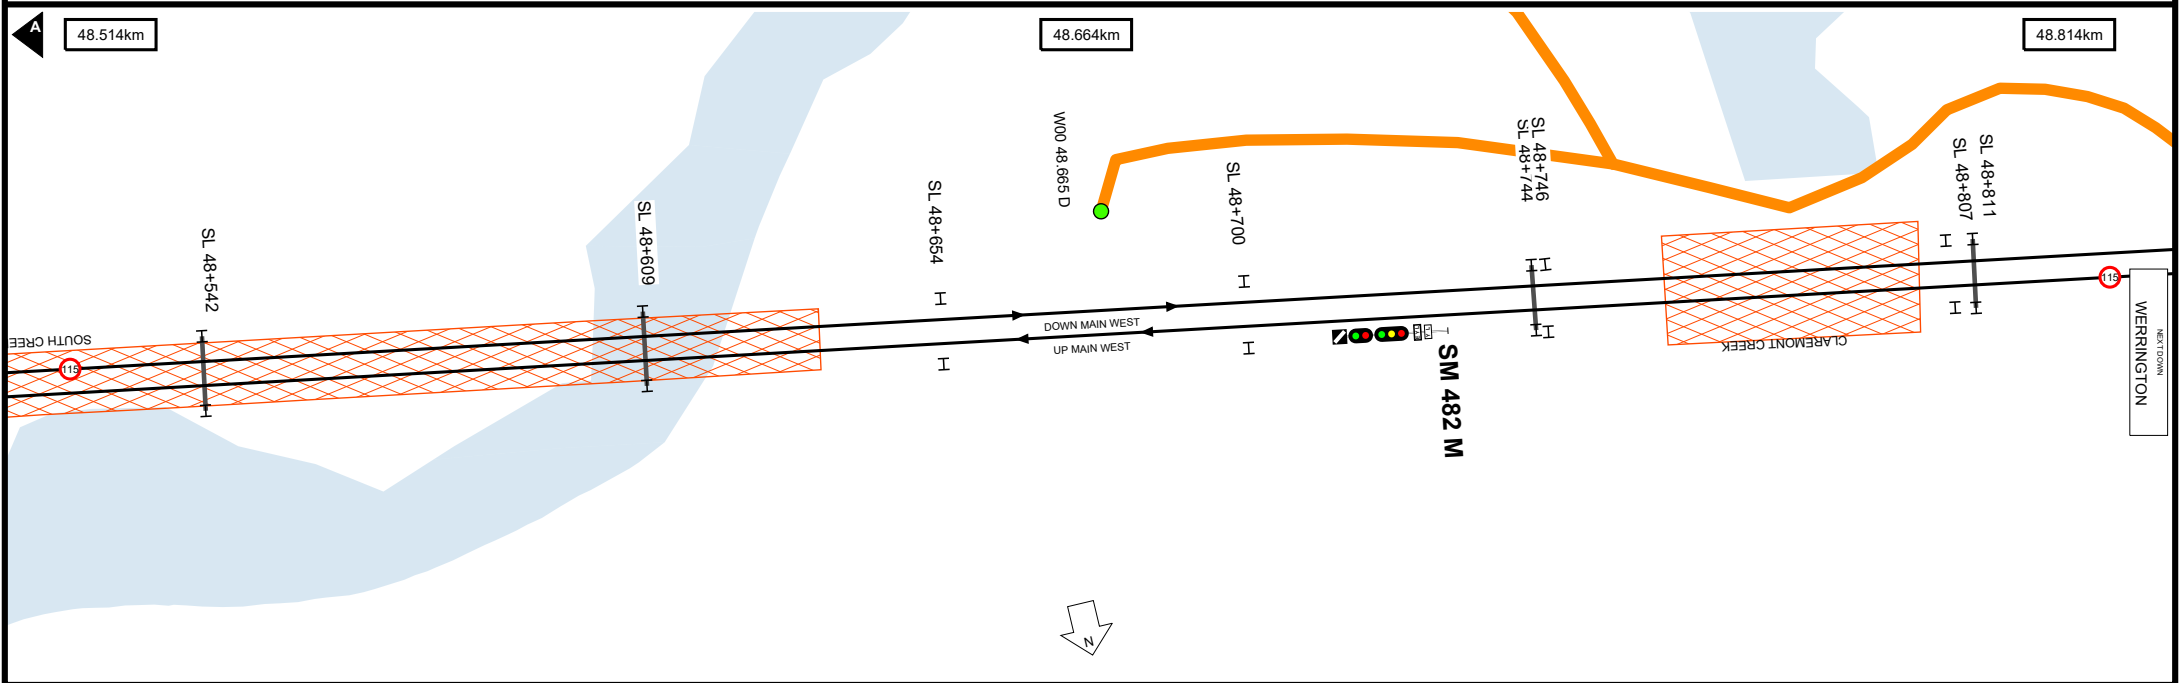 A
48.514km
48.664km
48.814km
W00 48.665 D
SL 48+542
SL 48+609
SL 48+654
SL 48+700
SL 48+746
SL 48+744
SL 48+811
SL 48+807
SOUTH CREE
115
DOWN MAIN WEST
UP MAIN WEST
SM 482 M
CLAREMONT CREEK
115
NEXT DOWN
WERRINGTON
N